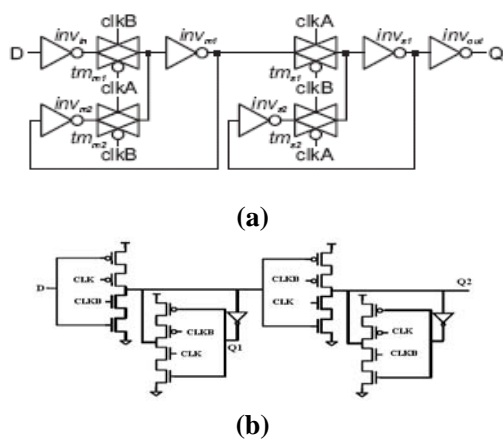 clkB clkA
D inv_in inv_m1 inv_s1 inv_out Q
tm_m1 tm_s1
clkA clkB
inv_m2 inv_s2
tm_m2 tm_s2
clkB clkA
(a)
D CLK CLKB CLKB CLK Q2
CLKB CLK
CLK CLKB
Q1
(b)